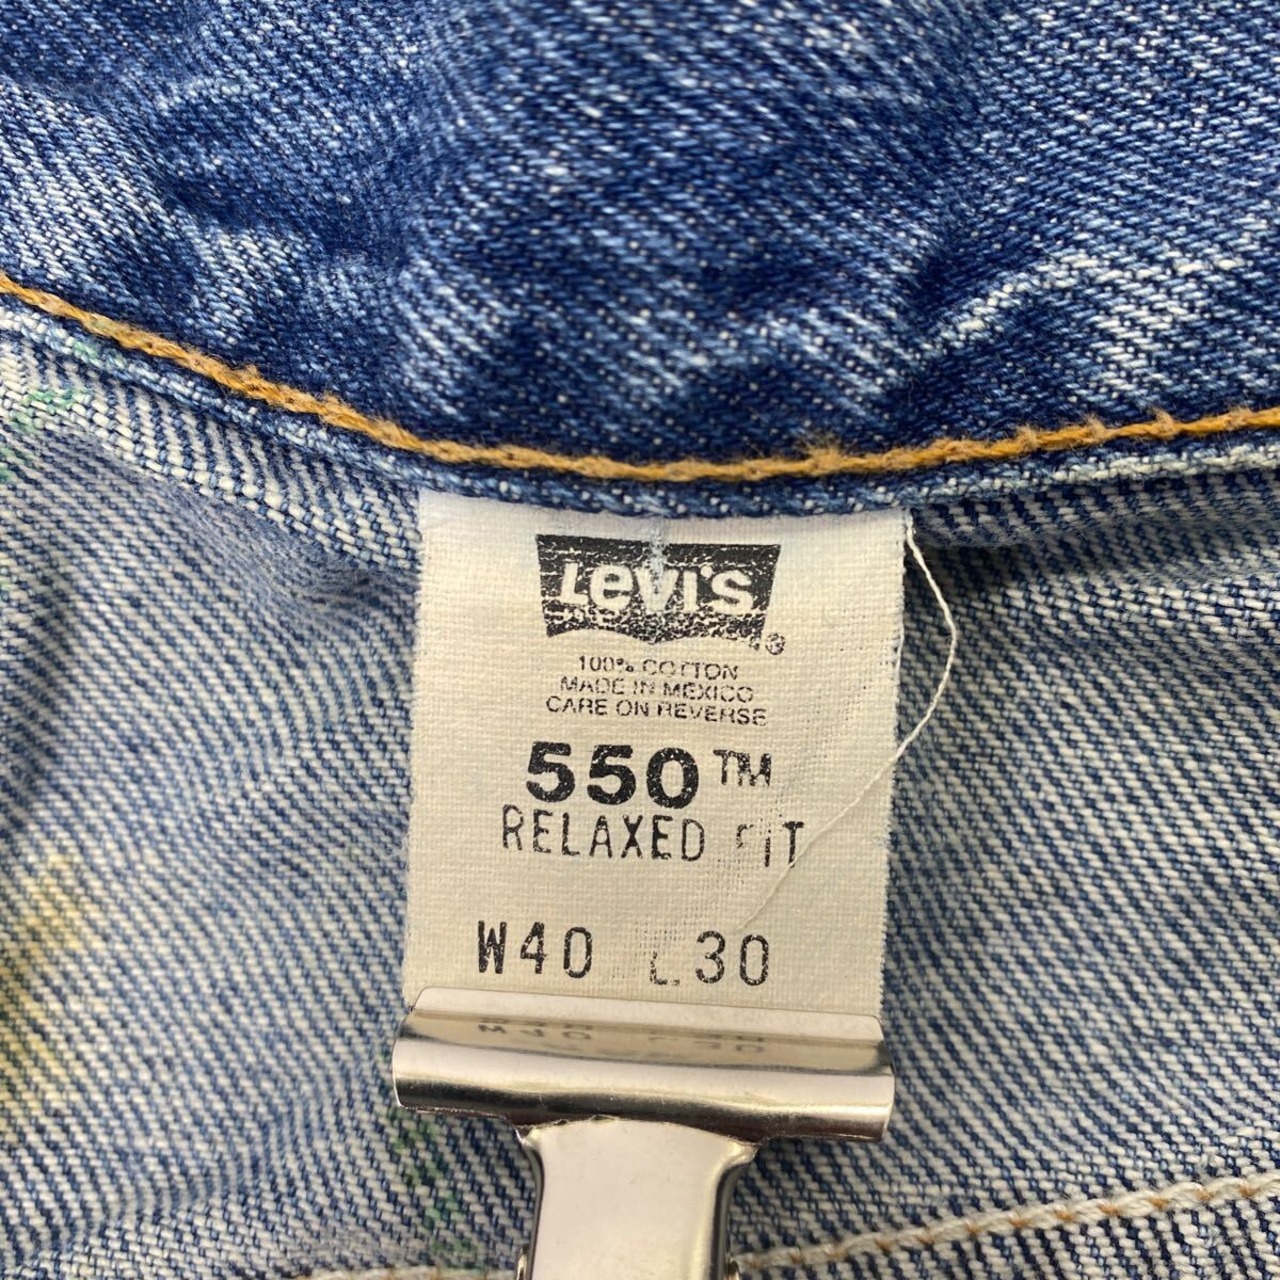 Levi's ®
100% COTTON
MADE IN MEXICO
CARE ON REVERSE
550™
RELAXED FIT
W40 L30